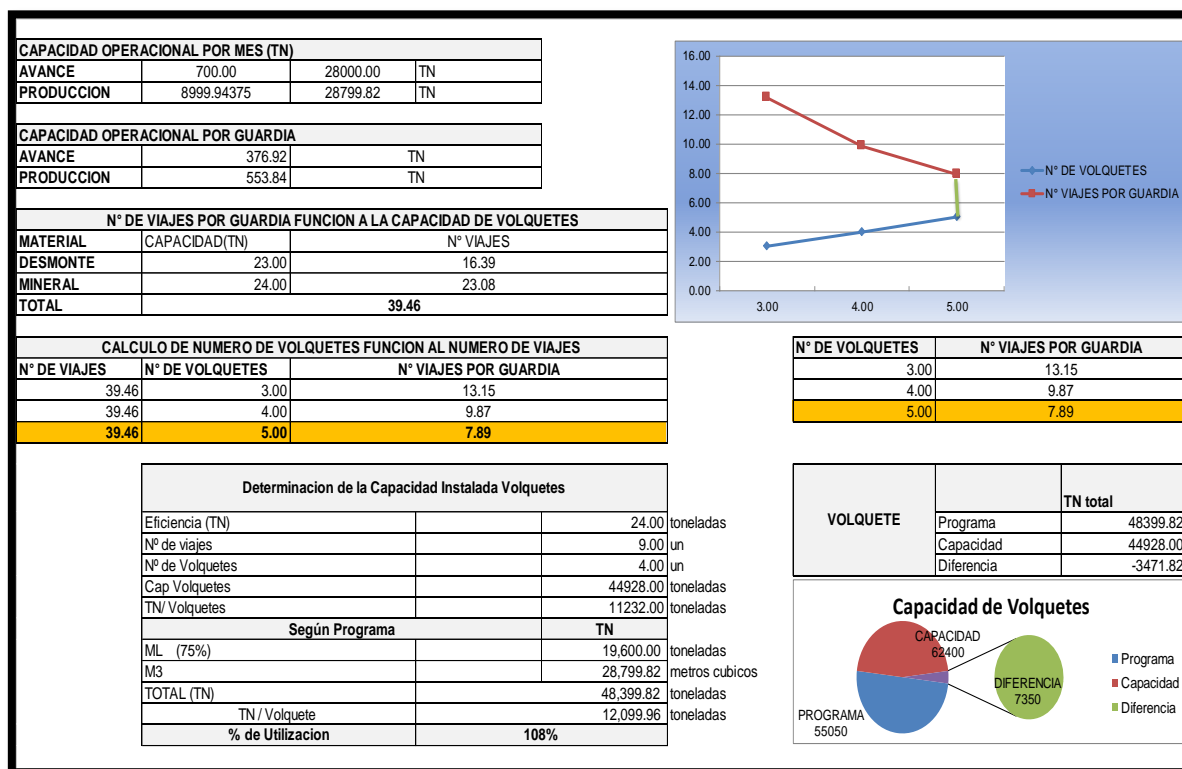 CAPACIDAD OPERACIONAL POR MES (TN)
AVANCE 700.00 28000.00 TN
PRODUCCION 8999.94375 28799.82 TN
CAPACIDAD OPERACIONAL POR GUARDIA
AVANCE 376.92 TN
PRODUCCION 553.84 TN
N° DE VIAJES POR GUARDIA FUNCION A LA CAPACIDAD DE VOLQUETES
MATERIAL CAPACIDAD(TN) N° VIAJES
DESMONTE 23.00 16.39
MINERAL 24.00 23.08
TOTAL 39.46
16.00
14.00
12.00
10.00
8.00
6.00
4.00
2.00
0.00
3.00 4.00 5.00
N° DE VOLQUETES
N° VIAJES POR GUARDIA
CALCULO DE NUMERO DE VOLQUETES FUNCION AL NUMERO DE VIAJES
N° DE VIAJES N° DE VOLQUETES N° VIAJES POR GUARDIA
39.46 3.00 13.15
39.46 4.00 9.87
39.46 5.00 7.89
N° DE VOLQUETES N° VIAJES POR GUARDIA
3.00 13.15
4.00 9.87
5.00 7.89
Determinacion de la Capacidad Instalada Volquetes
Eficiencia (TN) 24.00 toneladas
Nº de viajes 9.00 un
Nº de Volquetes 4.00 un
Cap Volquetes 44928.00 toneladas
TN/ Volquetes 11232.00 toneladas
Según Programa TN
ML (75%) 19,600.00 toneladas
M3 28,799.82 metros cubicos
TOTAL (TN) 48,399.82 toneladas
TN / Volquete 12,099.96 toneladas
% de Utilizacion 108%
VOLQUETE
TN total
Programa 48399.82
Capacidad 44928.00
Diferencia -3471.82
Capacidad de Volquetes
CAPACIDAD
62400
DIFERENCIA
7350
PROGRAMA
55050
Programa
Capacidad
Diferencia